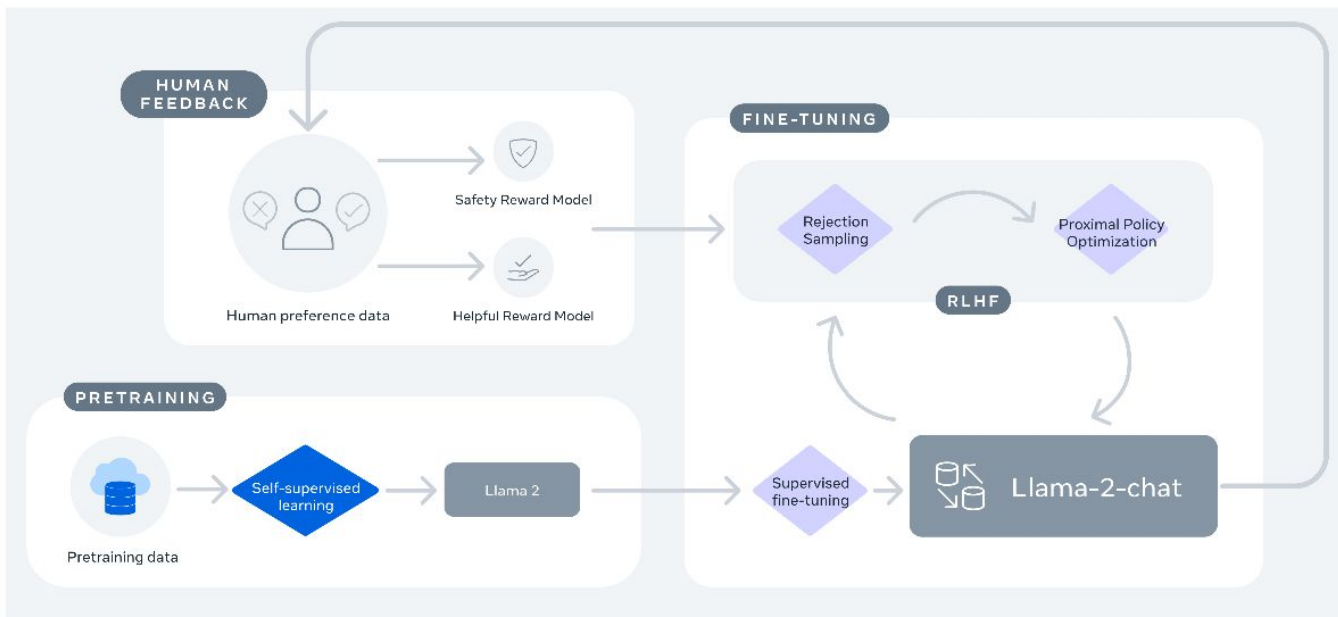 HUMAN
FEEDBACK
Human preference data
Safety Reward Model
Helpful Reward Model
FINE-TUNING
Rejection
Sampling
Proximal Policy
Optimization
RLHF
PRETRAINING
Pretraining data
Self-supervised
learning
Llama 2
Supervised
fine-tuning
Llama-2-chat